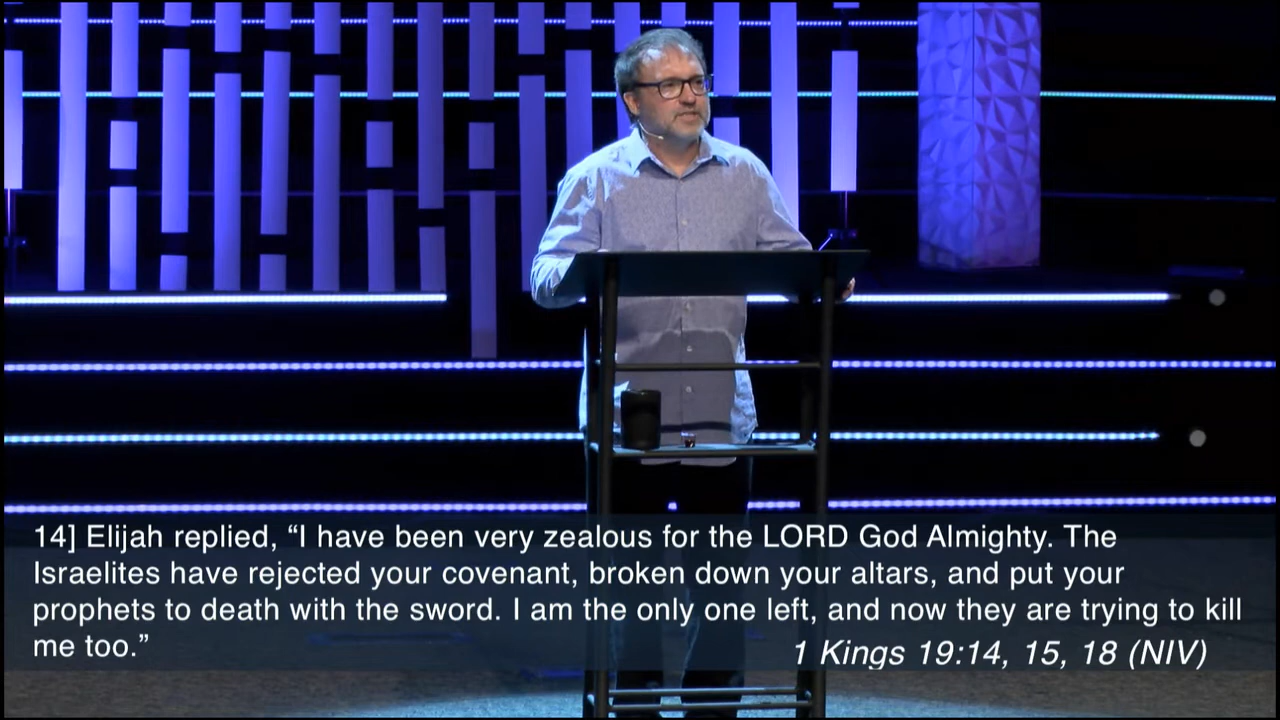 14] Elijah replied, “I have been very zealous for the LORD God Almighty. The
Israelites have rejected your covenant, broken down your altars, and put your
prophets to death with the sword. I am the only one left, and now they are trying to kill
me too.”
1 Kings 19:14, 15, 18 (NIV)